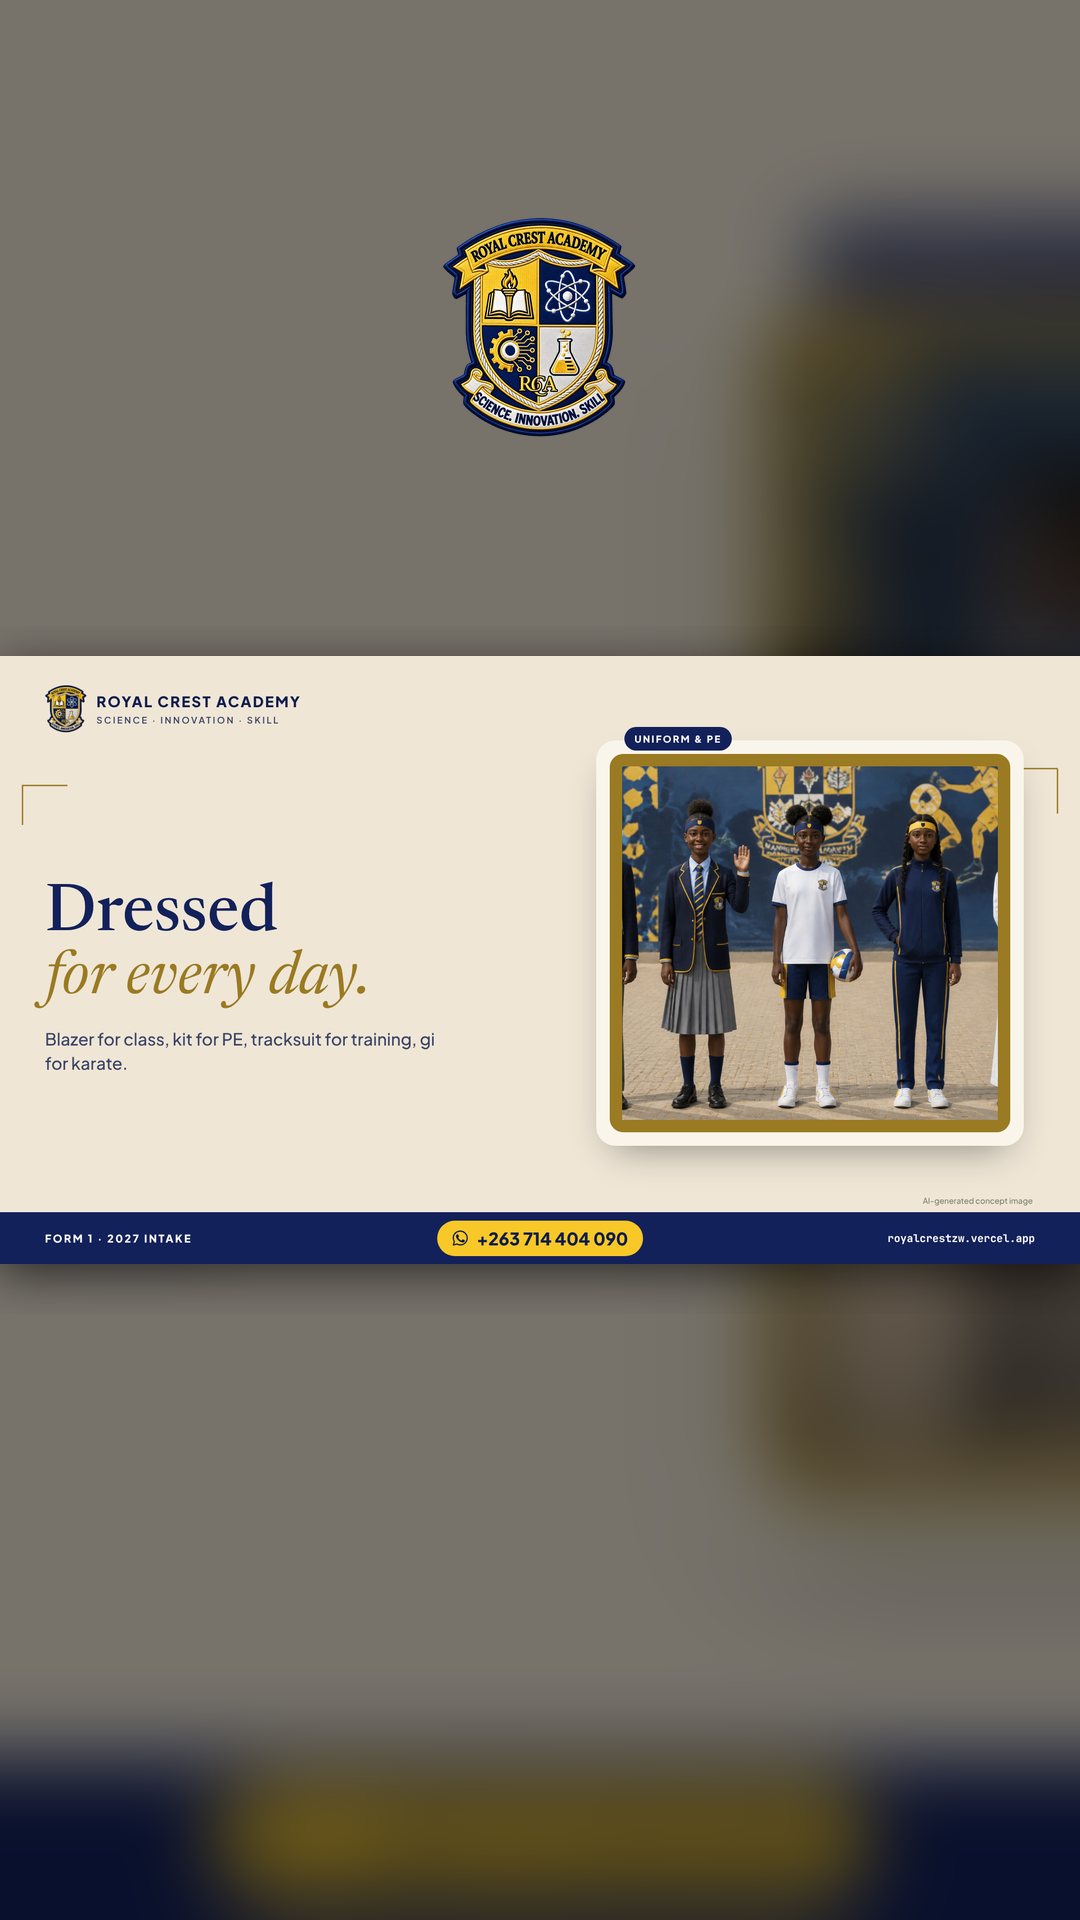 ROYAL CREST ACADEMY
RCA
SCIENCE. INNOVATION. SKILL
ROYAL CREST ACADEMY
SCIENCE · INNOVATION · SKILL
UNIFORM & PE
Dressed
for every day.
Blazer for class, kit for PE, tracksuit for training, gi
for karate.
AI-generated concept image
FORM 1 · 2027 INTAKE
+263 714 404 090
royalcrestzw.vercel.app